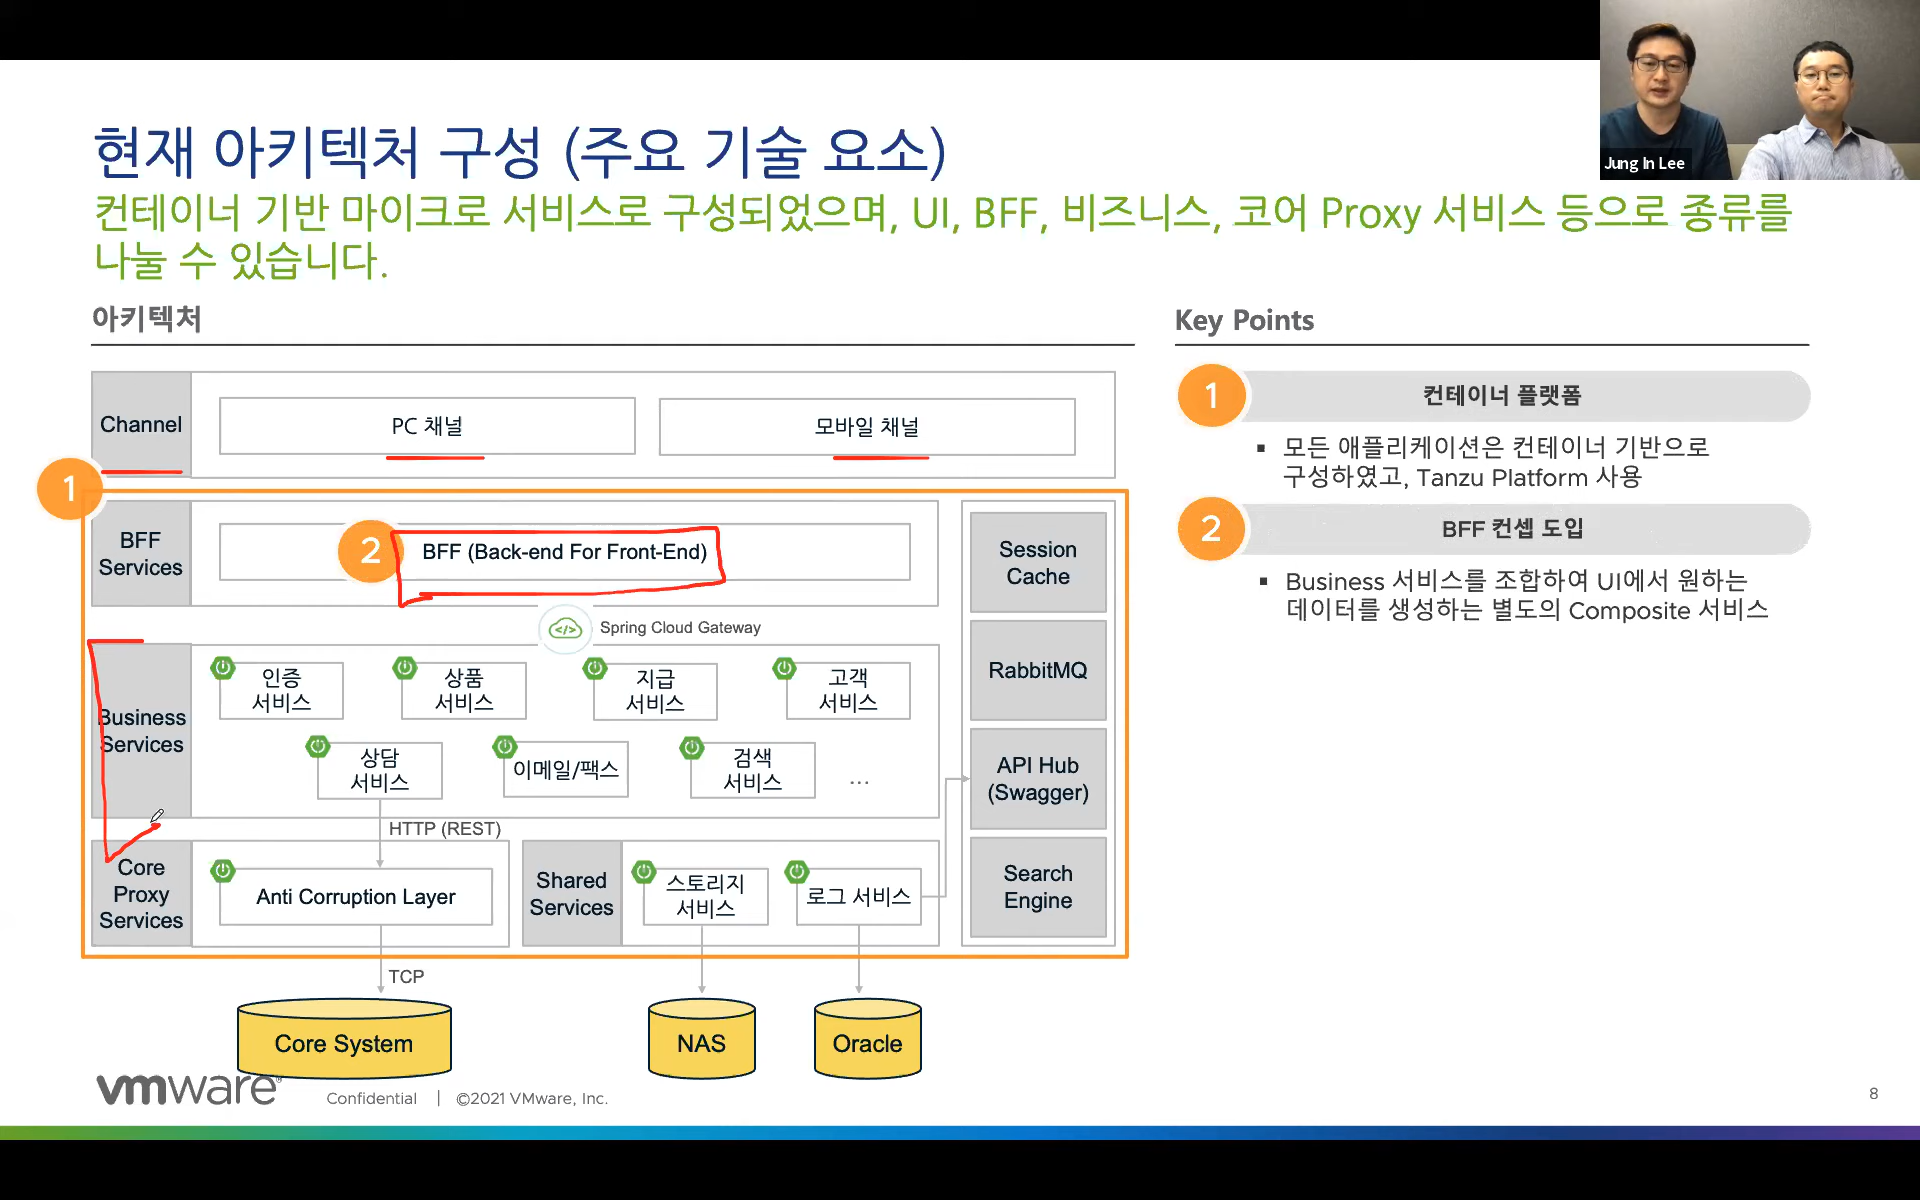 Jung In Lee
현재 아키텍처 구성 (주요 기술 요소)
컨테이너 기반 마이크로 서비스로 구성되었으며, UI, BFF, 비즈니스, 코어 Proxy 서비스 등으로 종류를
나눌 수 있습니다.
아키텍처
Channel
PC 채널
모바일 채널
1
BFF
Services
2
BFF (Back-end For Front-End)
Spring Cloud Gateway
Business
Services
인증
서비스
상품
서비스
지급
서비스
고객
서비스
상담
서비스
이메일/팩스
검색
서비스
...
HTTP (REST)
Core
Proxy
Services
Anti Corruption Layer
Shared
Services
스토리지
서비스
로그 서비스
Session
Cache
RabbitMQ
API Hub
(Swagger)
Search
Engine
TCP
Core System
NAS
Oracle
Key Points
1
컨테이너 플랫폼
▪ 모든 애플리케이션은 컨테이너 기반으로
구성하였고, Tanzu Platform 사용
2
BFF 컨셉 도입
▪ Business 서비스를 조합하여 UI에서 원하는
데이터를 생성하는 별도의 Composite 서비스
vmware®
Confidential | ©2021 VMware, Inc.
8